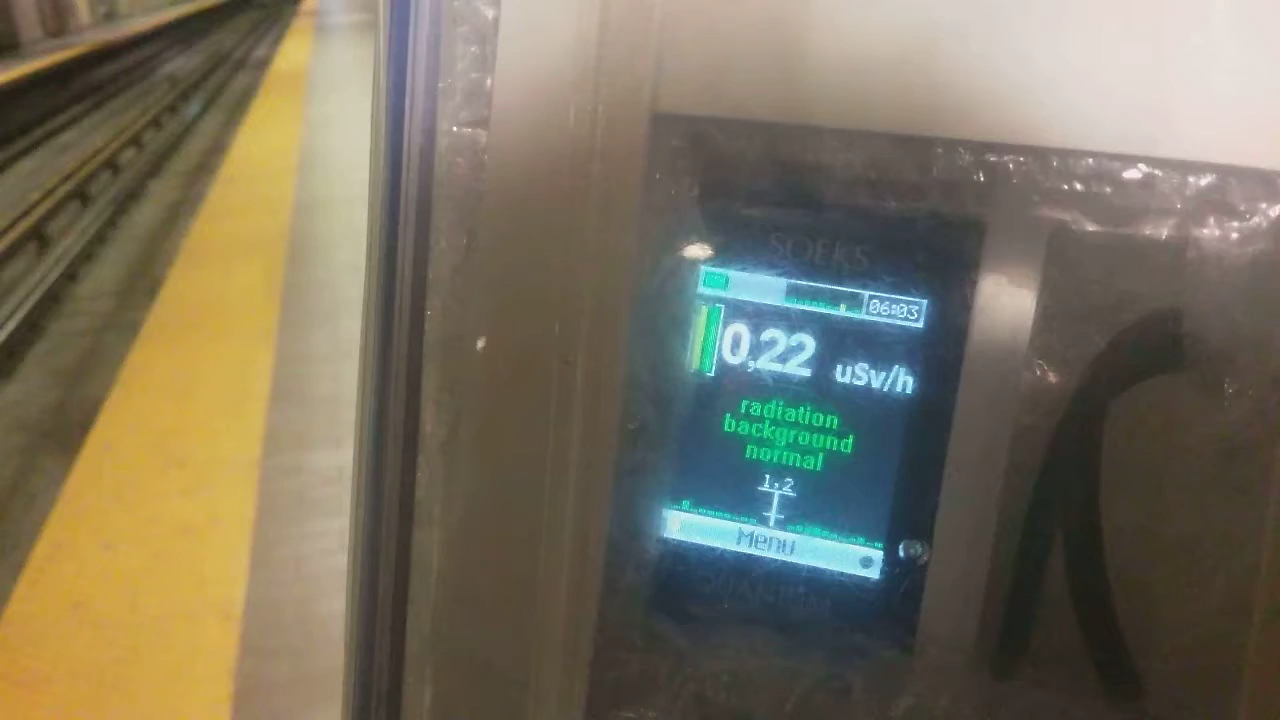 SOEKS
06:03
0,22 uSv/h
radiation
background
normal
1,2
Menu